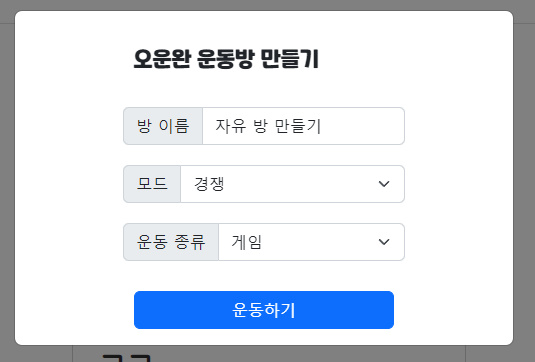 오운완 운동방 만들기
방 이름 자유 방 만들기
모드 경쟁
운동 종류 게임
운동하기